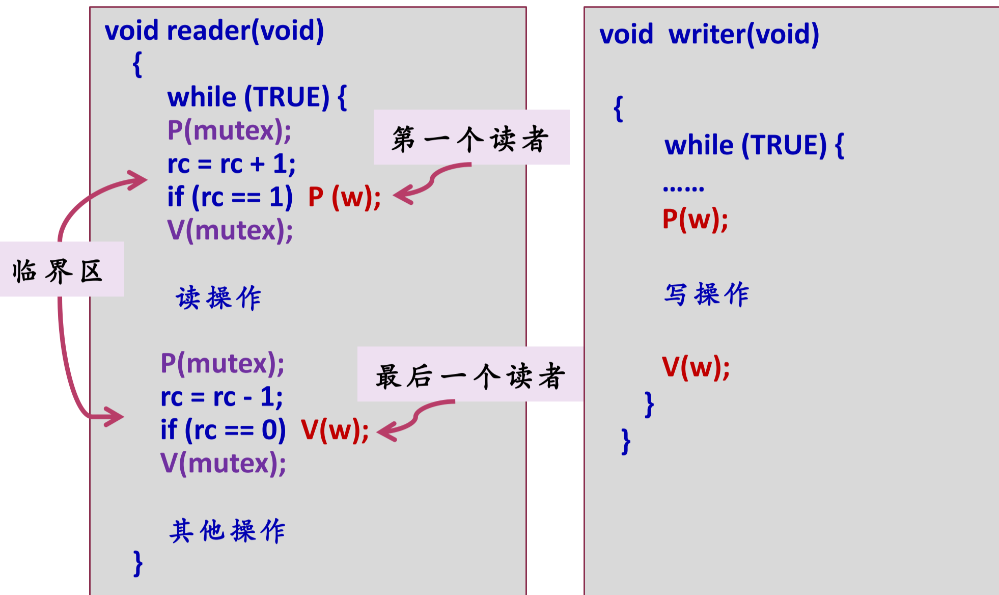 void reader(void)
{
while (TRUE) {
P(mutex);
rc = rc + 1;
if (rc == 1) P (w);
V(mutex);
读操作
P(mutex);
rc = rc - 1;
if (rc == 0) V(w);
V(mutex);
其他操作
}
第一个读者
临界区
最后一个读者
void writer(void)
{
while (TRUE) {
……
P(w);
写操作
V(w);
}
}